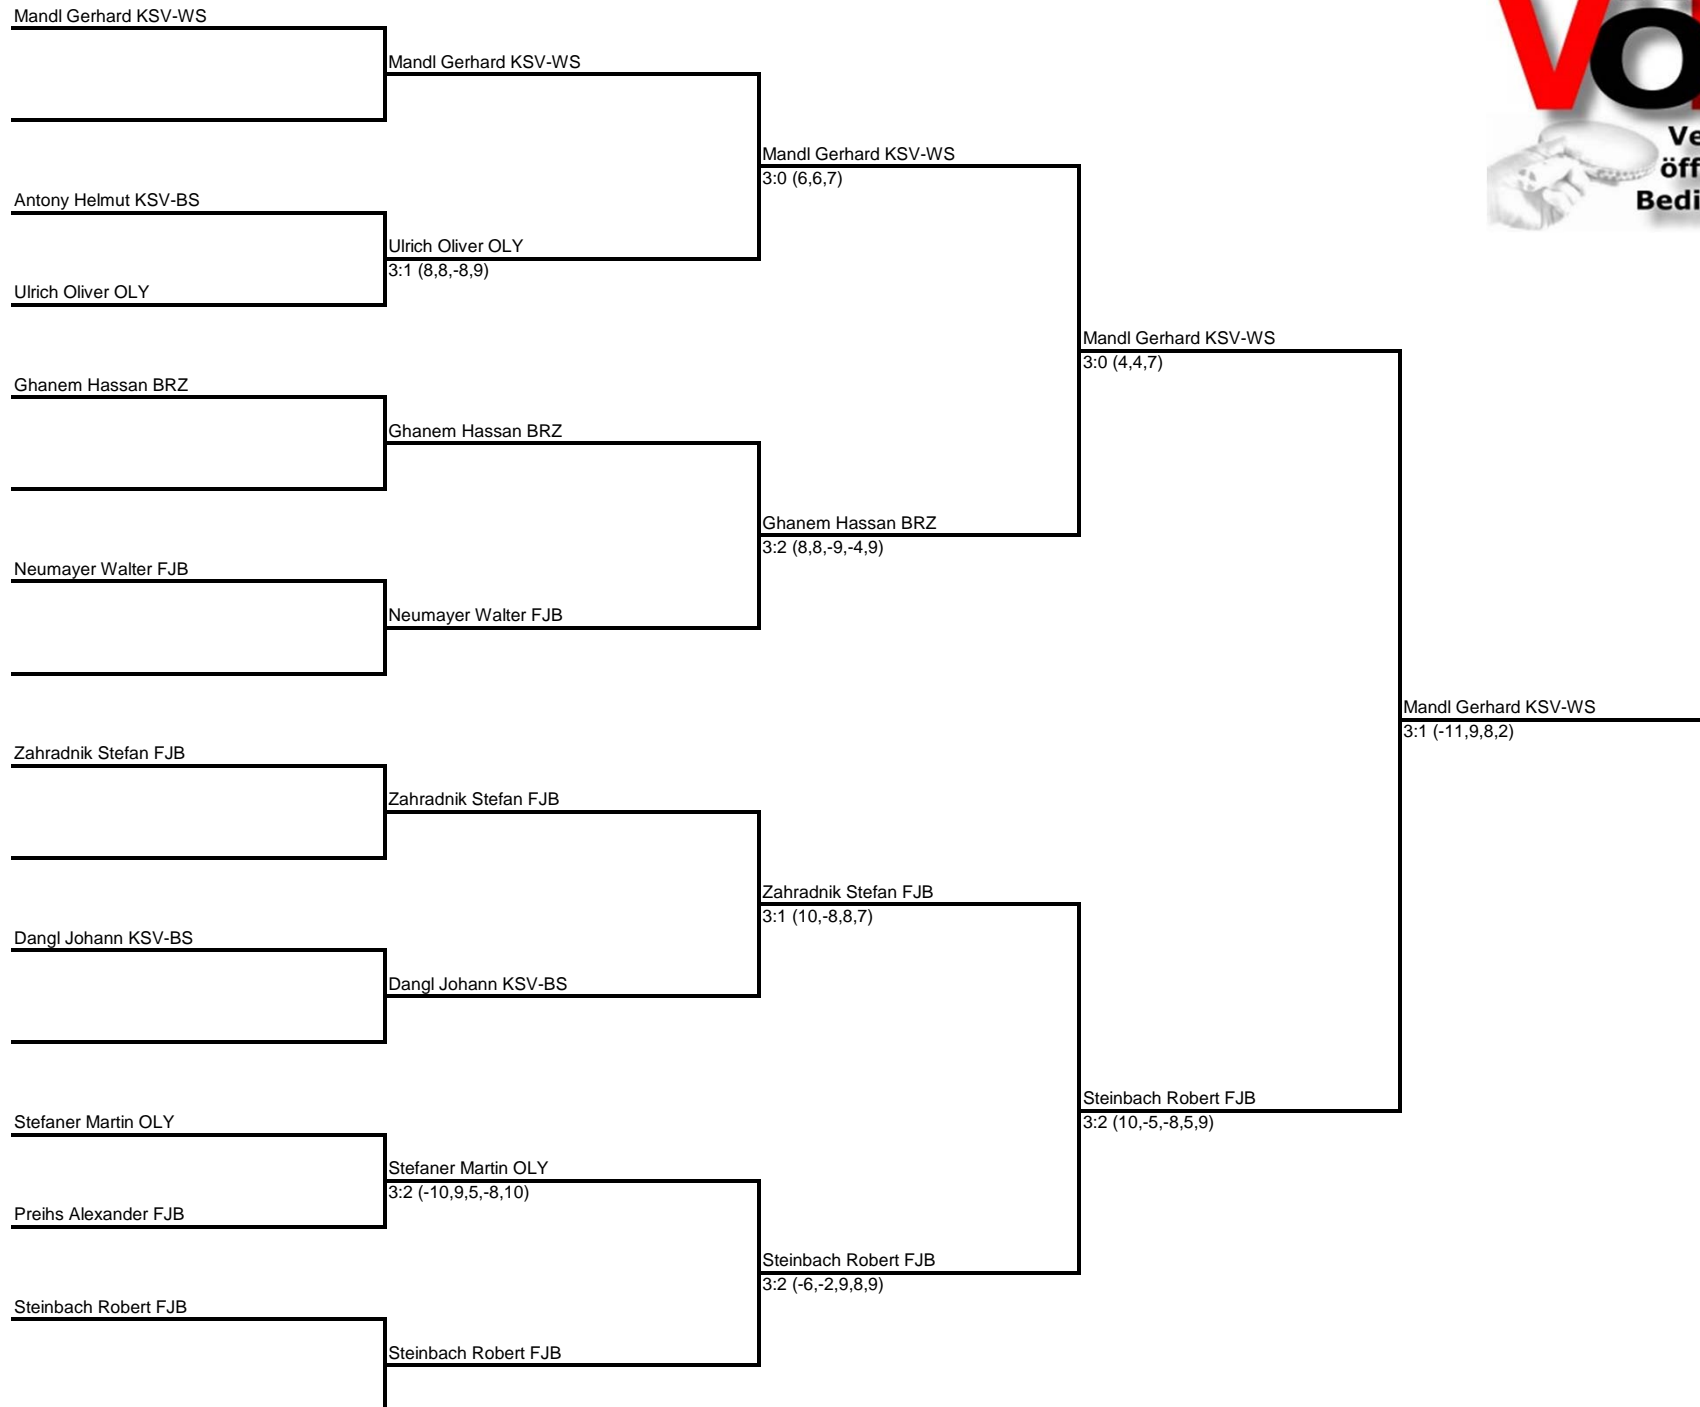 Mandl Gerhard KSV-WS
Mandl Gerhard KSV-WS
Mandl Gerhard KSV-WS
3:0 (6,6,7)
Antony Helmut KSV-BS
Ulrich Oliver OLY
3:1 (8,8,-8,9)
Ulrich Oliver OLY
Mandl Gerhard KSV-WS
3:0 (4,4,7)
Ghanem Hassan BRZ
Ghanem Hassan BRZ
Ghanem Hassan BRZ
3:2 (8,8,-9,-4,9)
Neumayer Walter FJB
Neumayer Walter FJB
Mandl Gerhard KSV-WS
3:1 (-11,9,8,2)
Zahradnik Stefan FJB
Zahradnik Stefan FJB
Zahradnik Stefan FJB
3:1 (10,-8,8,7)
Dangl Johann KSV-BS
Dangl Johann KSV-BS
Steinbach Robert FJB
3:2 (10,-5,-8,5,9)
Stefaner Martin OLY
Stefaner Martin OLY
3:2 (-10,9,5,-8,10)
Preihs Alexander FJB
Steinbach Robert FJB
3:2 (-6,-2,9,8,9)
Steinbach Robert FJB
Steinbach Robert FJB
Vo
Ve
öff
Bedi